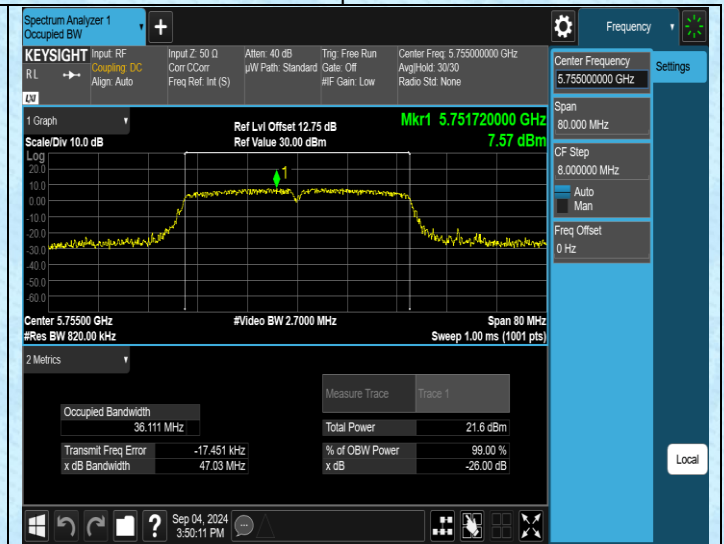 Spectrum Analyzer 1
Occupied BW
+
Frequency
KEYSIGHT
RL
LXI
Input: RF
Coupling: DC
Align: Auto
Input Z: 50 Ω
Corr CCorr
Freq Ref: Int (S)
Atten: 40 dB
µW Path: Standard
Trig: Free Run
Gate: Off
#IF Gain: Low
Center Freq: 5.755000000 GHz
Avg|Hold: 30/30
Radio Std: None
Center Frequency
5.755000000 GHz
Settings
Span
80.000 MHz
CF Step
8.000000 MHz
Auto
Man
Freq Offset
0 Hz
1 Graph
Scale/Div 10.0 dB
Ref Lvl Offset 12.75 dB
Ref Value 30.00 dBm
Mkr1 5.751720000 GHz
7.57 dBm
Log
20.0
10.0
0.00
-10.0
-20.0
-30.0
-40.0
-50.0
-60.0
1
Center 5.75500 GHz
#Res BW 820.00 kHz
#Video BW 2.7000 MHz
Span 80 MHz
Sweep 1.00 ms (1001 pts)
2 Metrics
Measure Trace
Trace 1
Occupied Bandwidth
36.111 MHz
Total Power
21.6 dBm
Transmit Freq Error
-17.451 kHz
% of OBW Power
99.00 %
x dB Bandwidth
47.03 MHz
x dB
-26.00 dB
Local
?
Sep 04, 2024
3:50:11 PM